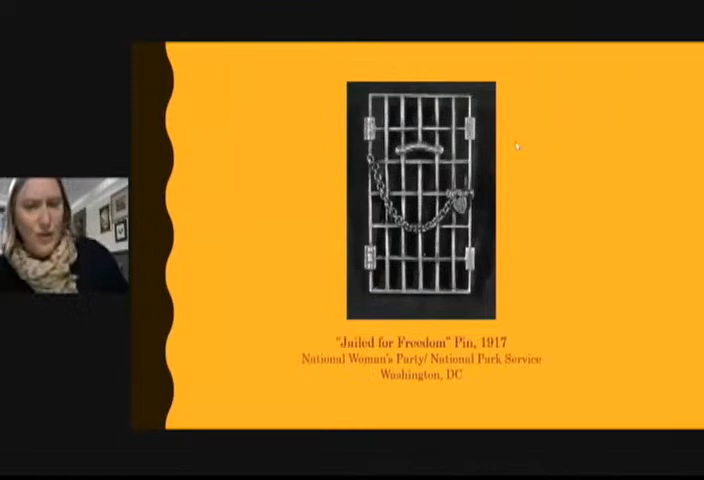 "Jailed for Freedom" Pin, 1917
National Woman's Party/ National Park Service
Washington, DC